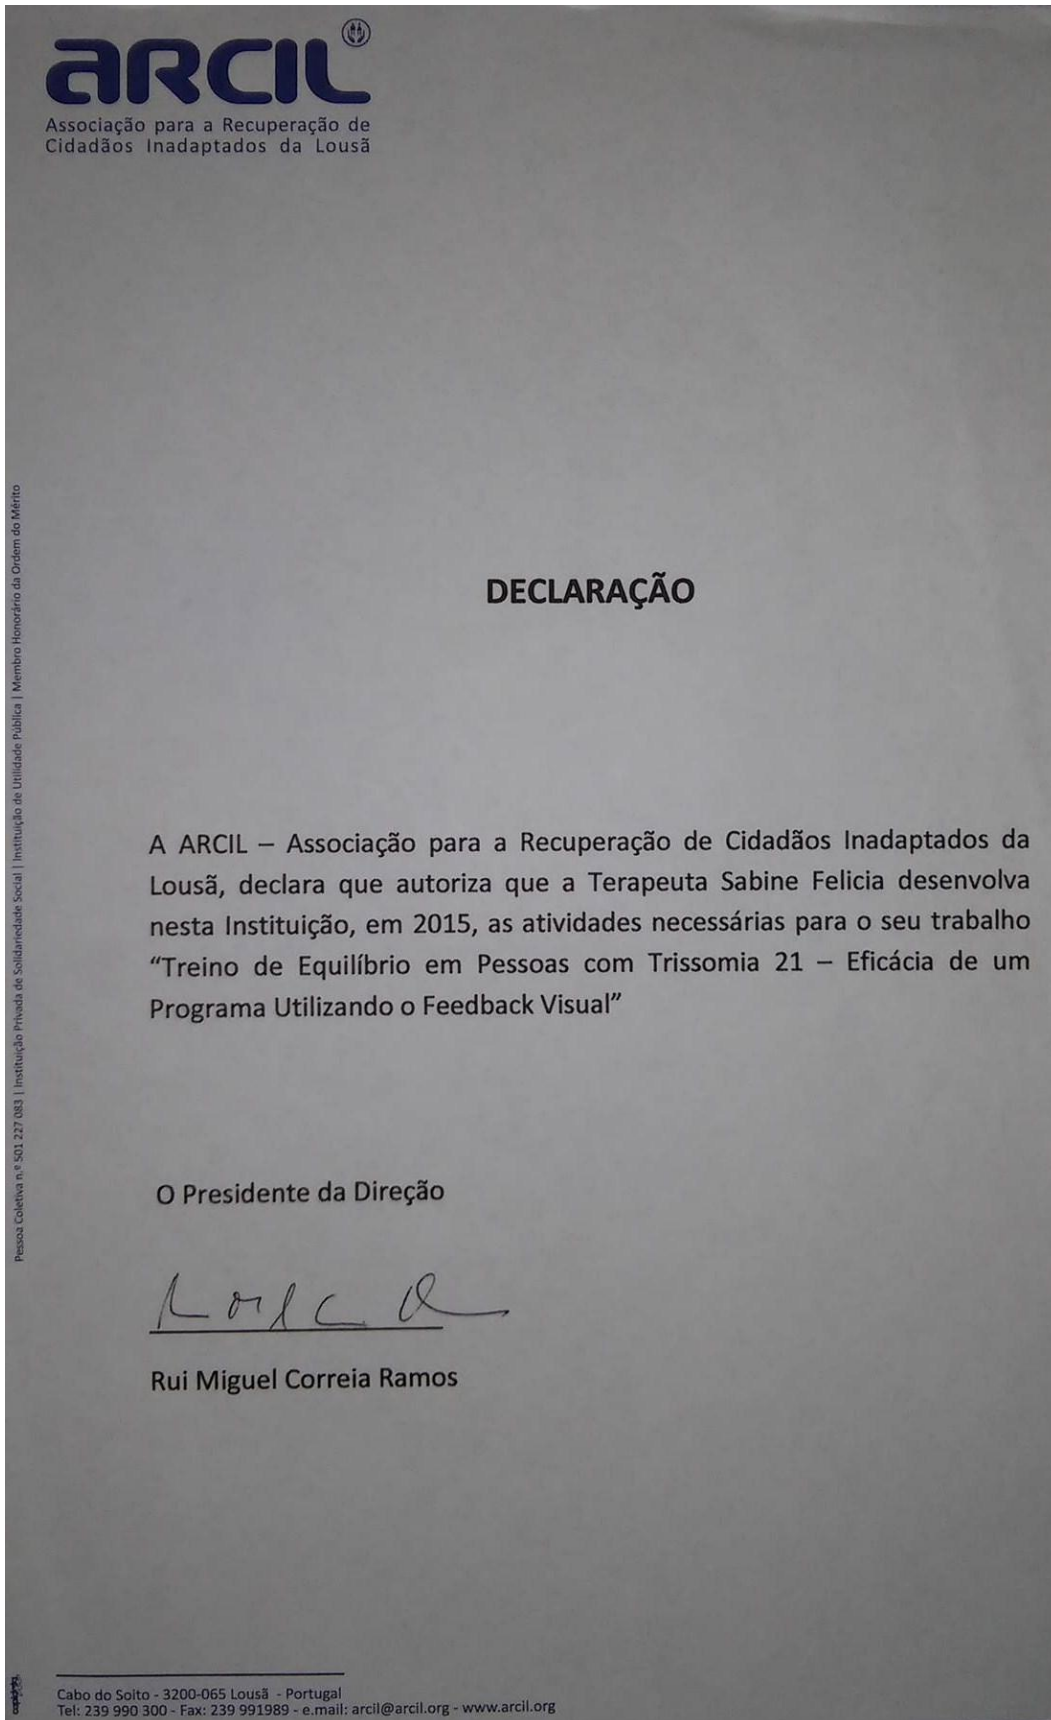 arcil
Associação para a Recuperação de
Cidadãos Inadaptados da Lousã
DECLARAÇÃO
A ARCIL – Associação para a Recuperação de Cidadãos Inadaptados da
Lousã, declara que autoriza que a Terapeuta Sabine Felicia desenvolva
nesta Instituição, em 2015, as atividades necessárias para o seu trabalho
“Treino de Equilíbrio em Pessoas com Trissomia 21 – Eficácia de um
Programa Utilizando o Feedback Visual”
O Presidente da Direção
Rui Miguel Correia Ramos
Pessoa Coletiva n.º 501 227 083 | Instituição Privada de Solidariedade Social | Instituição de Utilidade Pública | Membro Honorário da Ordem do Mérito
Cabo do Soito - 3200-065 Lousã - Portugal
Tel: 239 990 300 - Fax: 239 991989 - e.mail: arcil@arcil.org - www.arcil.org